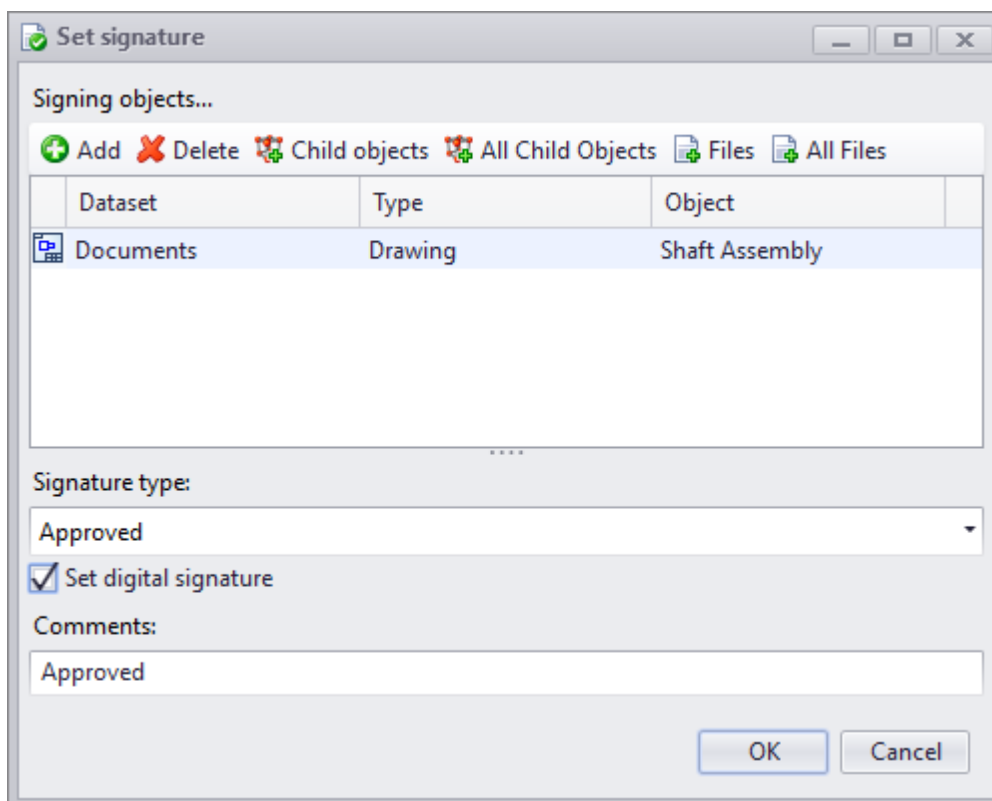 Set signature
Signing objects...
Add Delete Child objects All Child Objects Files All Files
Dataset Type Object
Documents Drawing Shaft Assembly
Signature type:
Approved
Set digital signature
Comments:
Approved
OK Cancel